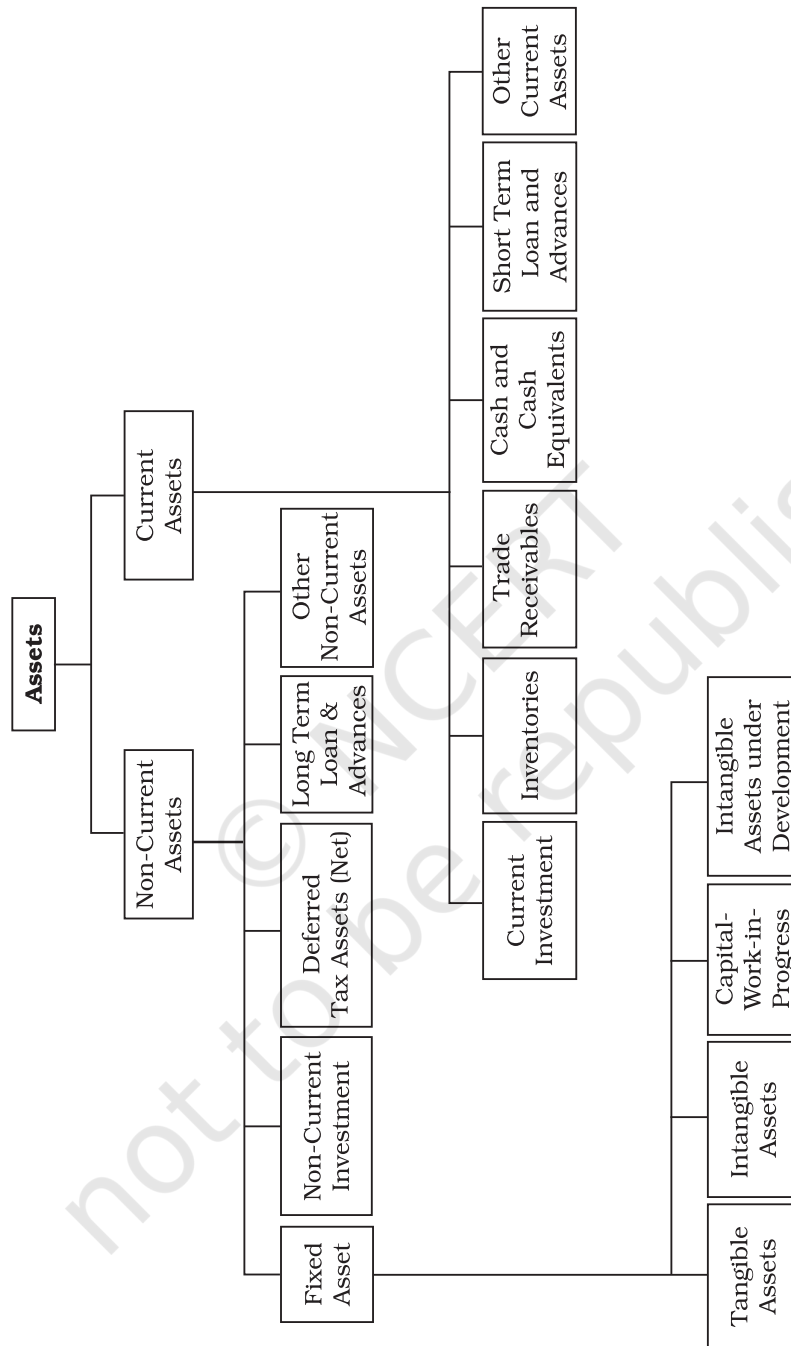 Assets
Non-Current
Assets
Current
Assets
Fixed
Asset
Non-Current
Investment
Deferred
Tax Assets (Net)
Long Term
Loan &
Advances
Other
Non-Current
Assets
Current
Investment
Inventories
Trade
Receivables
Cash and
Cash
Equivalents
Short Term
Loan and
Advances
Other
Current
Assets
Tangible
Assets
Intangible
Assets
Capital-
Work-in-
Progress
Intangible
Assets under
Development
© NCERT
not to be republis